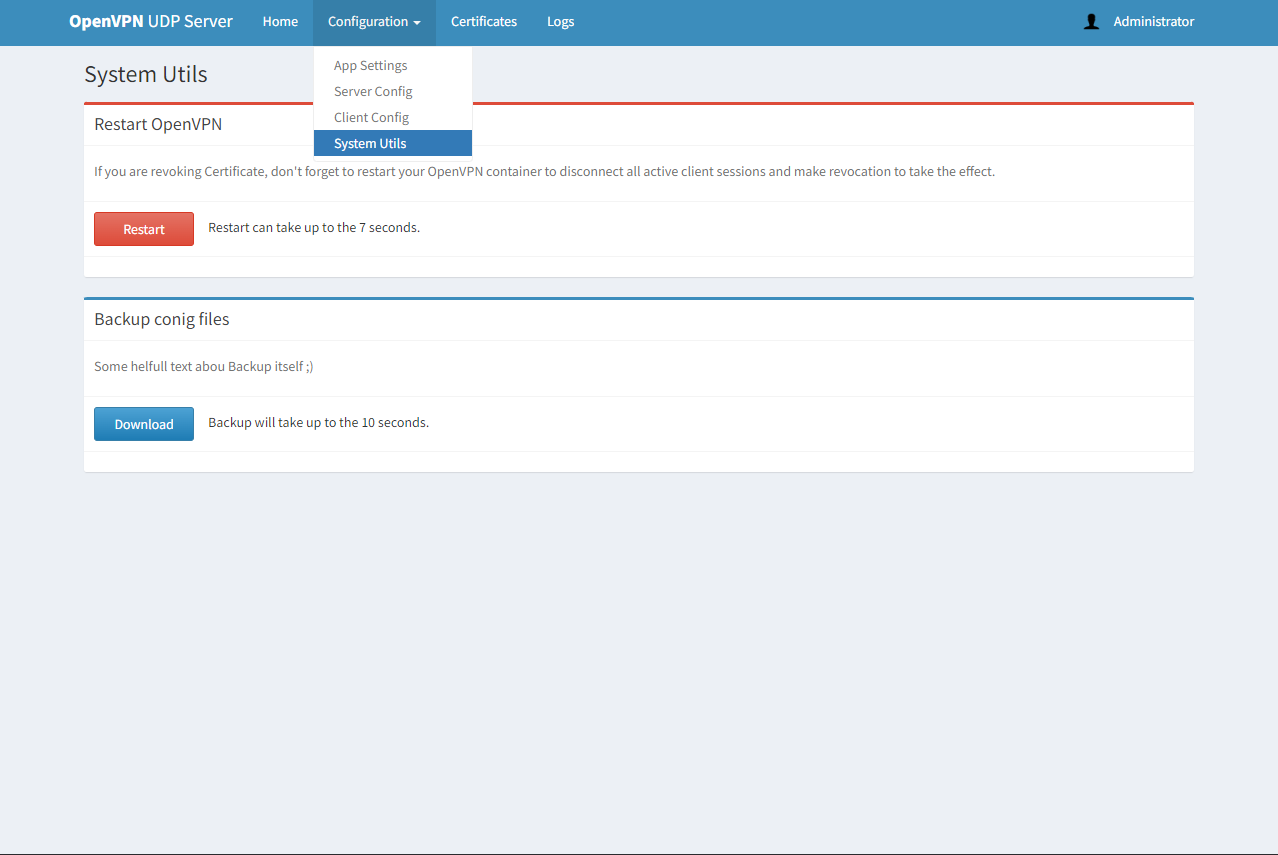 OpenVPN UDP Server Home Configuration Certificates Logs Administrator
App Settings
Server Config
Client Config
System Utils
System Utils
Restart OpenVPN
If you are revoking Certificate, don't forget to restart your OpenVPN container to disconnect all active client sessions and make revocation to take the effect.
Restart Restart can take up to the 7 seconds.
Backup conig files
Some helfull text abou Backup itself ;)
Download Backup will take up to the 10 seconds.